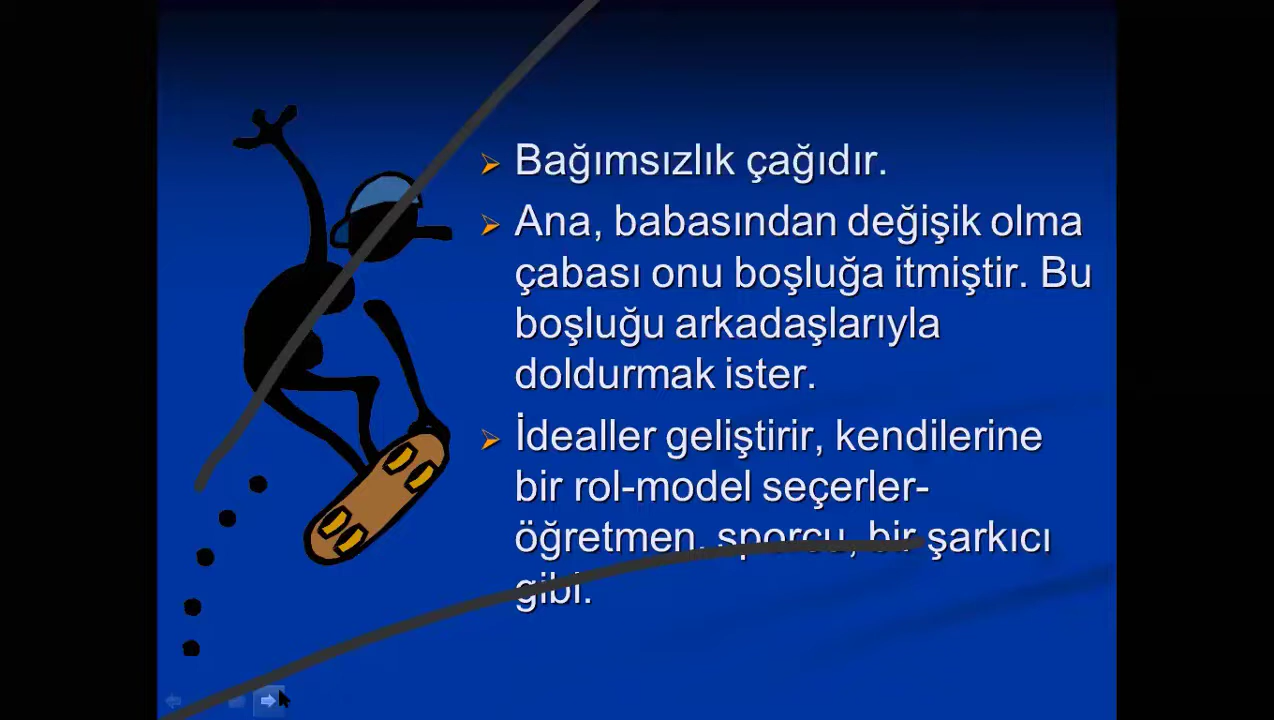 Bağımsızlık çağıdır.
Ana, babasından değişik olma
çabası onu boşluğa itmiştir. Bu
boşluğu arkadaşlarıyla
doldurmak ister.
İdealler geliştirir, kendilerine
bir rol-model seçerler-
öğretmen, sporcu, bir şarkıcı
gibi.